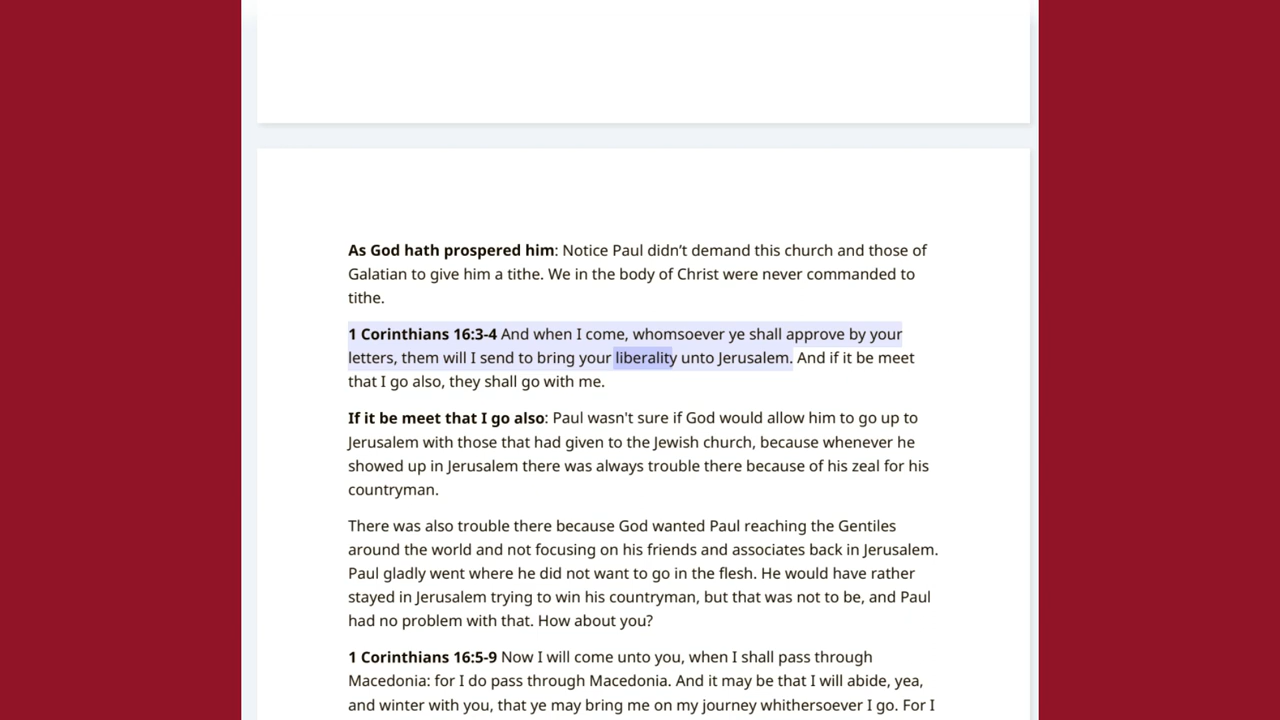 As God hath prospered him: Notice Paul didn’t demand this church and those of
Galatian to give him a tithe. We in the body of Christ were never commanded to
tithe.
1 Corinthians 16:3-4 And when I come, whomsoever ye shall approve by your
letters, them will I send to bring your liberality unto Jerusalem. And if it be meet
that I go also, they shall go with me.
If it be meet that I go also: Paul wasn't sure if God would allow him to go up to
Jerusalem with those that had given to the Jewish church, because whenever he
showed up in Jerusalem there was always trouble there because of his zeal for his
countryman.
There was also trouble there because God wanted Paul reaching the Gentiles
around the world and not focusing on his friends and associates back in Jerusalem.
Paul gladly went where he did not want to go in the flesh. He would have rather
stayed in Jerusalem trying to win his countryman, but that was not to be, and Paul
had no problem with that. How about you?
1 Corinthians 16:5-9 Now I will come unto you, when I shall pass through
Macedonia: for I do pass through Macedonia. And it may be that I will abide, yea,
and winter with you, that ye may bring me on my journey whithersoever I go. For I